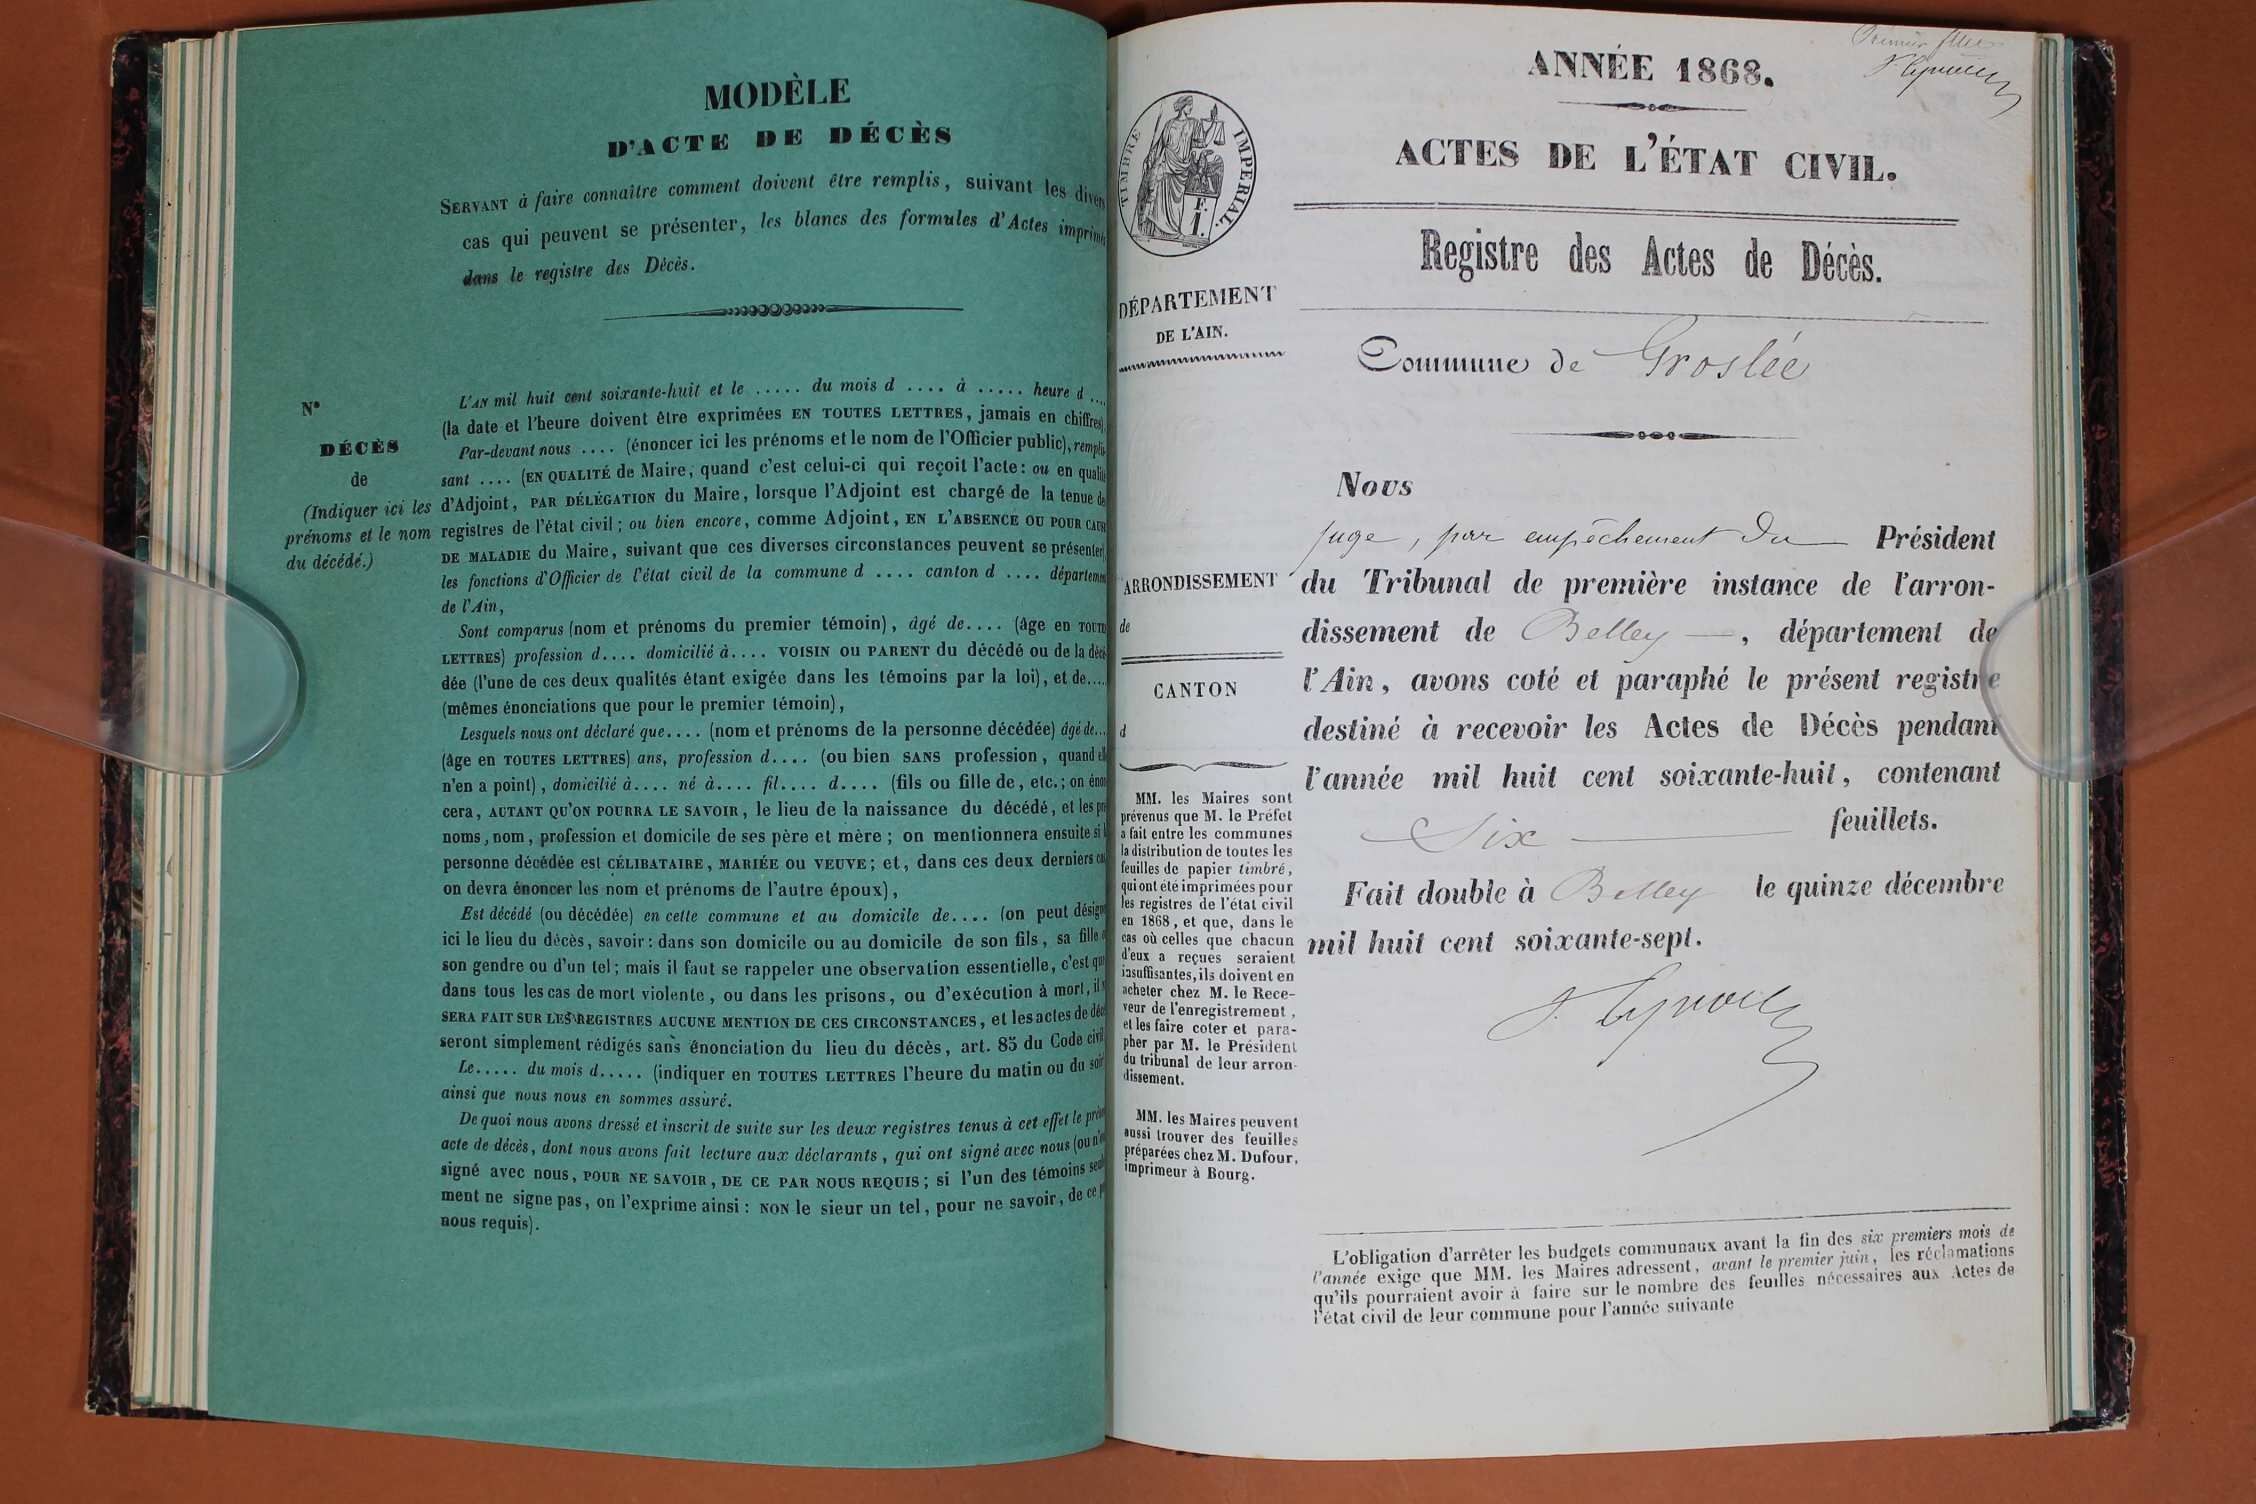 MODÈLE
D'ACTE DE DÉCÈS
SERVANT à faire connaître comment doivent être remplis, suivant les divers
cas qui peuvent se présenter, les blancs des formules d'Actes imprimés
dans le registre des Décès.
N°
DÉCÈS
de
(Indiquer ici les
prénoms et le nom
du décédé.)
L'AN mil huit cent soixante-huit et le ..... du mois d .... à ..... heure d ....
(la date et l'heure doivent être exprimées EN TOUTES LETTRES, jamais en chiffres).
Par-devant nous .... (énoncer ici les prénoms et le nom de l'Officier public), remplis-
sant .... (EN QUALITÉ de Maire, quand c'est celui-ci qui reçoit l'acte: ou en qualité
d'Adjoint, PAR DÉLÉGATION du Maire, lorsque l'Adjoint est chargé de la tenue de
registres de l'état civil; ou bien encore, comme Adjoint, EN L'ABSENCE OU POUR CAUSE
DE MALADIE du Maire, suivant que ces diverses circonstances peuvent se présenter),
les fonctions d'Officier de l'état civil de la commune d .... canton d .... département
de l'Ain,
Sont comparus (nom et prénoms du premier témoin), âgé de.... (âge en TOUTES
LETTRES) profession d.... domicilié à.... VOISIN OU PARENT du décédé ou de la décé-
dée (l'une de ces deux qualités étant exigée dans les témoins par la loi), et de....
(mêmes énonciations que pour le premier témoin),
Lesquels nous ont déclaré que.... (nom et prénoms de la personne décédée) âgé de...
(âge en TOUTES LETTRES) ans, profession d.... (ou bien SANS profession, quand elle
n'en a point), domicilié à.... né à.... fil.... d.... (fils ou fille de, etc.; on énon
cera, AUTANT QU'ON POURRA LE SAVOIR, le lieu de la naissance du décédé, et les pré
noms, nom, profession et domicile de ses père et mère; on mentionnera ensuite si la
personne décédée est CÉLIBATAIRE, MARIÉE OU VEUVE; et, dans ces deux derniers cas
on devra énoncer les nom et prénoms de l'autre époux),
Est décédé (ou décédée) en cette commune et au domicile de.... (on peut désigner
ici le lieu du décès, savoir: dans son domicile ou au domicile de son fils, sa fille ou
son gendre ou d'un tel; mais il faut se rappeler une observation essentielle, c'est que
dans tous les cas de mort violente, ou dans les prisons, ou d'exécution à mort, il n
SERA FAIT SUR LES REGISTRES AUCUNE MENTION DE CES CIRCONSTANCES, et les actes de décès
seront simplement rédigés sans énonciation du lieu du décès, art. 85 du Code civil
Le..... du mois d..... (indiquer en TOUTES LETTRES l'heure du matin ou du soir
ainsi que nous nous en sommes assuré.
De quoi nous avons dressé et inscrit de suite sur les deux registres tenus à cet effet le présent
acte de décès, dont nous avons fait lecture aux déclarants, qui ont signé avec nous (ou n'ont
signé avec nous, POUR NE SAVOIR, DE CE PAR NOUS REQUIS; si l'un des témoins seule
ment ne signe pas, on l'exprime ainsi: NON le sieur un tel, pour ne savoir, de ce par
nous requis).
Premier
ANNÉE 1868.
ACTES DE L'ÉTAT CIVIL.
TIMBRE IMPÉRIAL.
E.
1.
Registre des Actes de Décès.
DÉPARTEMENT
DE L'AIN.
Commune de Groslée
Nous
juge, par empêchement du Président
du Tribunal de première instance de l'arron-
dissement de Belley —, département de
l'Ain, avons coté et paraphé le présent registre
destiné à recevoir les Actes de Décès pendant
l'année mil huit cent soixante-huit, contenant
Six feuillets.
Fait double à Belley le quinze décembre
mil huit cent soixante-sept.
ARRONDISSEMENT
de
CANTON
d
MM. les Maires sont
prévenus que M. le Préfet
a fait entre les communes
la distribution de toutes les
feuilles de papier timbré,
qui ont été imprimées pour
les registres de l'état civil
en 1868, et que, dans le
cas où celles que chacun
d'eux a reçues seraient
insuffisantes, ils doivent en
acheter chez M. le Rece-
veur de l'enregistrement,
et les faire coter et para-
pher par M. le Président
du tribunal de leur arron-
dissement.
MM. les Maires peuvent
aussi trouver des feuilles
préparées chez M. Dufour,
imprimeur à Bourg.
L'obligation d'arrêter les budgets communaux avant la fin des six premiers mois de
l'année exige que MM. les Maires adressent, avant le premier juin, les réclamations
qu'ils pourraient avoir à faire sur le nombre des feuilles nécessaires aux Actes de
l'état civil de leur commune pour l'année suivante